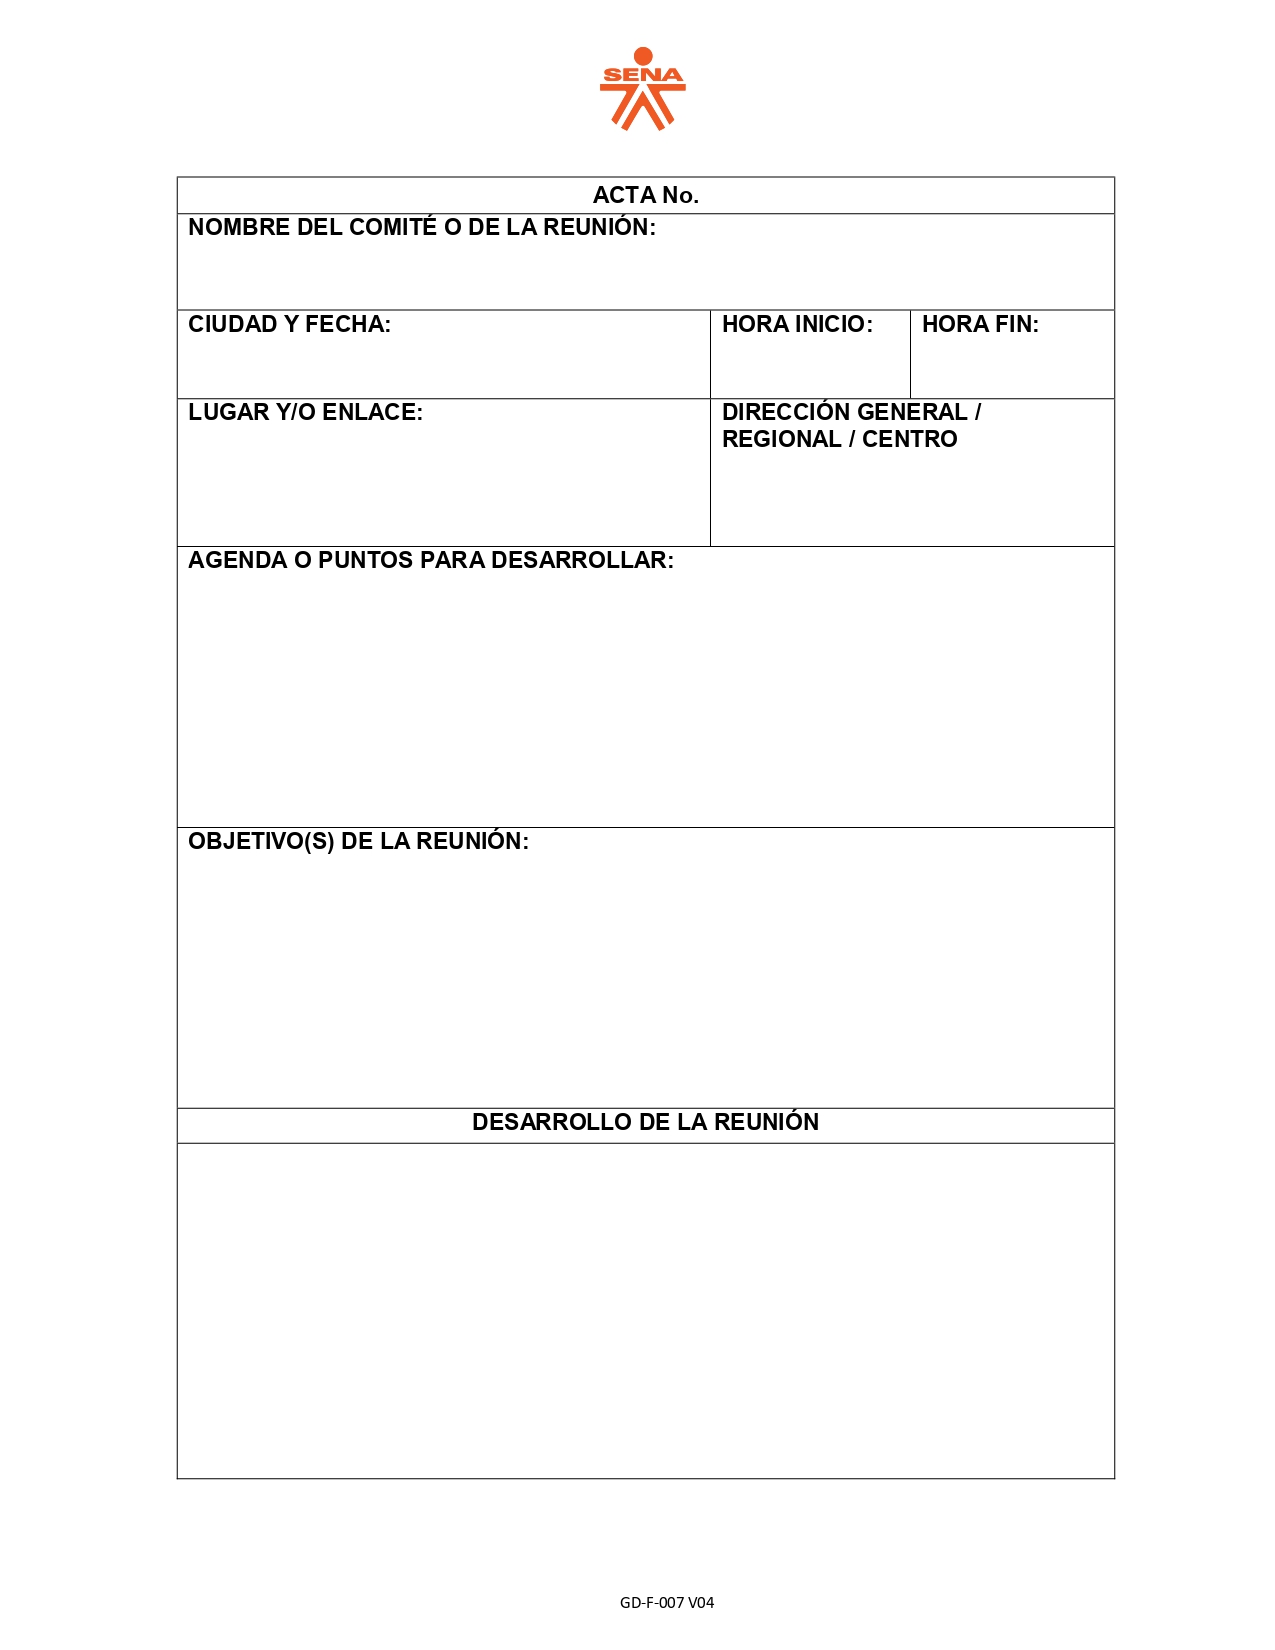 SENA
ACTA No.
NOMBRE DEL COMITÉ O DE LA REUNIÓN:
CIUDAD Y FECHA:
HORA INICIO:
HORA FIN:
LUGAR Y/O ENLACE:
DIRECCIÓN GENERAL /
REGIONAL / CENTRO
AGENDA O PUNTOS PARA DESARROLLAR:
OBJETIVO(S) DE LA REUNIÓN:
DESARROLLO DE LA REUNIÓN
GD-F-007 V04